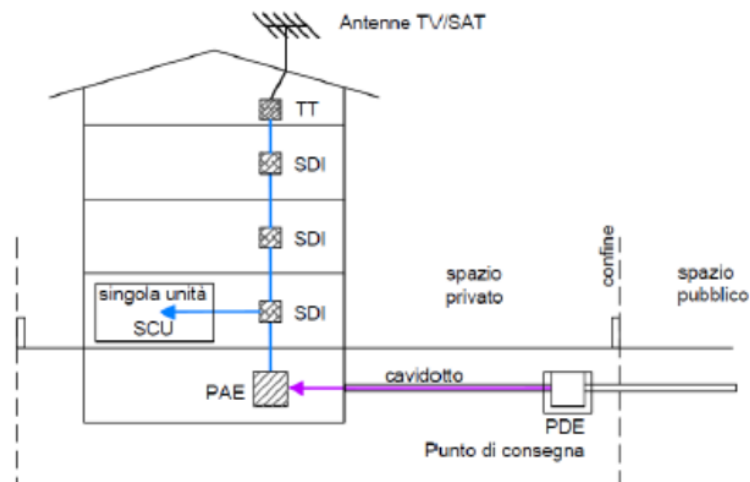 Antenne TV/SAT
TT
SDI
SDI
confine
spazio
privato
spazio
pubblico
singola unità
SCU
SDI
PAE
cavidotto
PDE
Punto di consegna